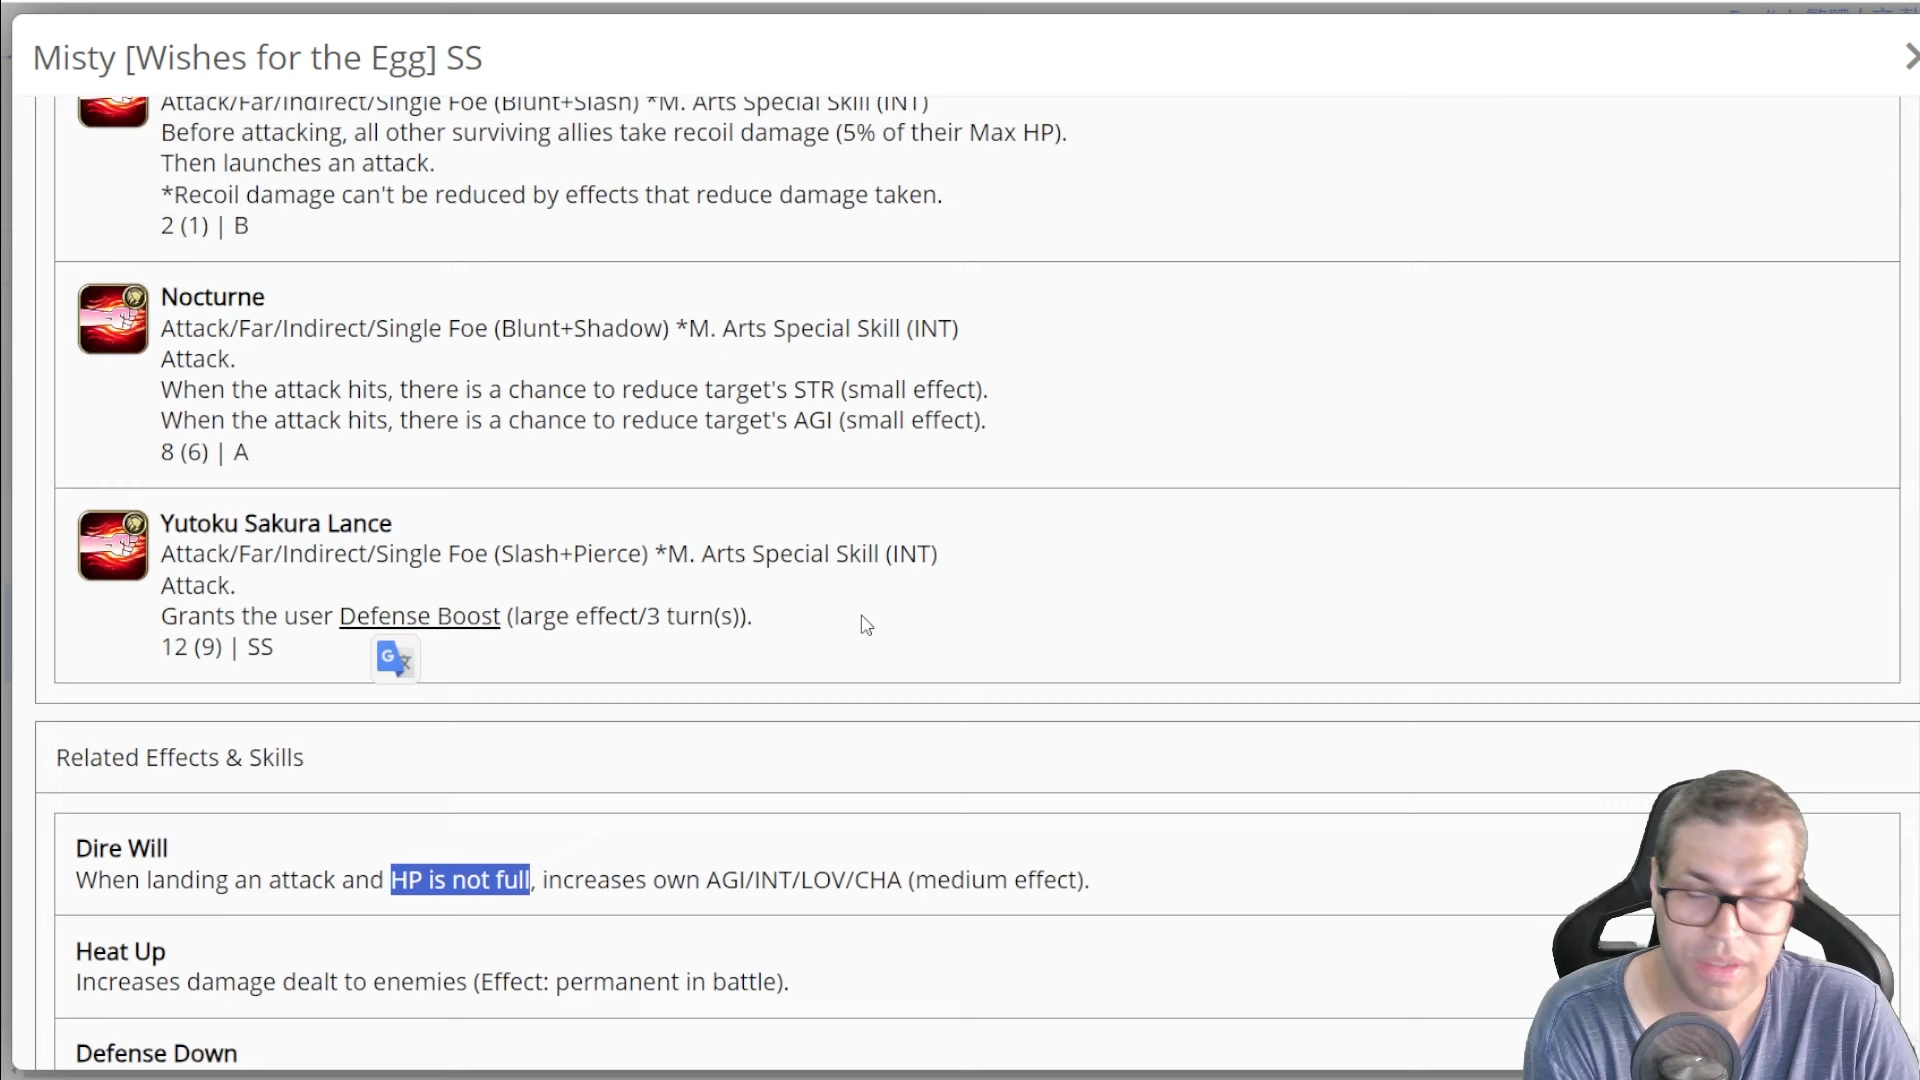 Misty [Wishes for the Egg] SS
Attack/Far/Indirect/Single Foe (Blunt+Slash) *M. Arts Special Skill (INT)
Before attacking, all other surviving allies take recoil damage (5% of their Max HP).
Then launches an attack.
*Recoil damage can't be reduced by effects that reduce damage taken.
2 (1) | B
Nocturne
Attack/Far/Indirect/Single Foe (Blunt+Shadow) *M. Arts Special Skill (INT)
Attack.
When the attack hits, there is a chance to reduce target's STR (small effect).
When the attack hits, there is a chance to reduce target's AGI (small effect).
8 (6) | A
Yutoku Sakura Lance
Attack/Far/Indirect/Single Foe (Slash+Pierce) *M. Arts Special Skill (INT)
Attack.
Grants the user Defense Boost (large effect/3 turn(s)).
12 (9) | SS
Related Effects & Skills
Dire Will
When landing an attack and HP is not full, increases own AGI/INT/LOV/CHA (medium effect).
Heat Up
Increases damage dealt to enemies (Effect: permanent in battle).
Defense Down